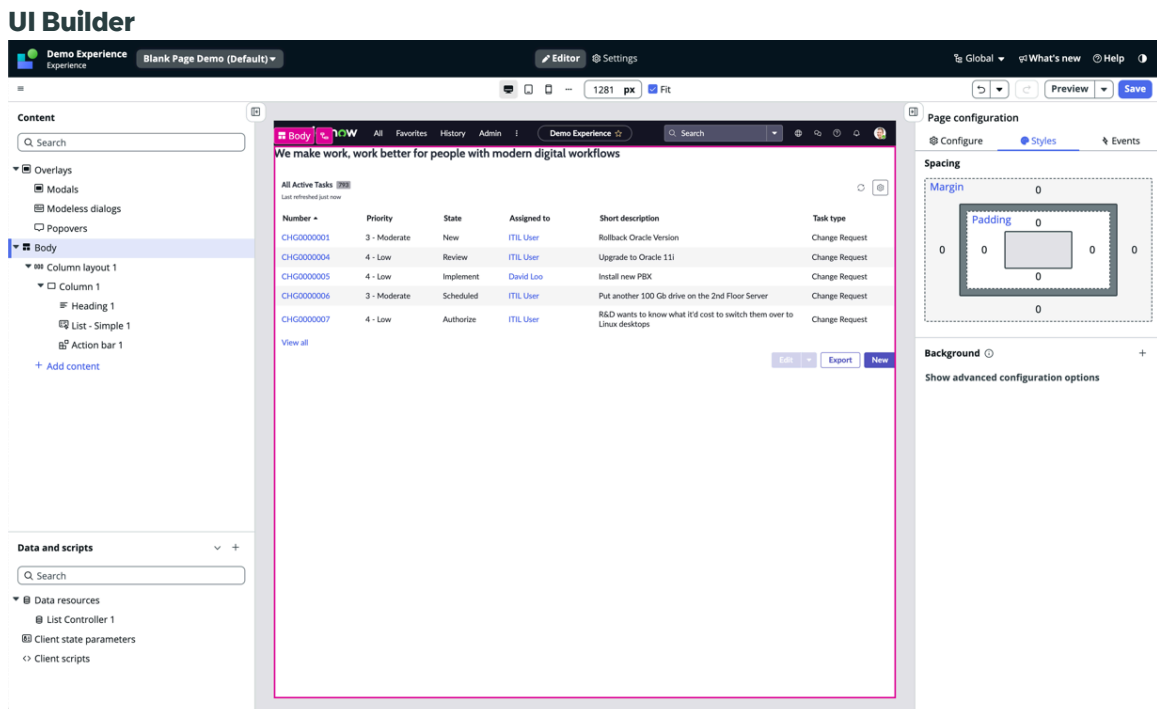 UI Builder
Demo Experience
Experience
Blank Page Demo (Default)
Editor
Settings
Global
What's new
Help
1281 px
Fit
Preview
Save
Content
Search
Overlays
Modals
Modeless dialogs
Popovers
Body
Column layout 1
Column 1
Heading 1
List - Simple 1
Action bar 1
+ Add content
Data and scripts
Search
Data resources
List Controller 1
Client state parameters
Client scripts
Body
now
All Favorites History Admin
Demo Experience
Search
We make work, work better for people with modern digital workflows
All Active Tasks 793
Last refreshed just now
Number Priority State Assigned to Short description Task type
CHG0000001 3 - Moderate New ITIL User Rollback Oracle Version Change Request
CHG0000004 4 - Low Review ITIL User Upgrade to Oracle 11i Change Request
CHG0000005 4 - Low Implement David Loo Install new PBX Change Request
CHG0000006 3 - Moderate Scheduled ITIL User Put another 100 Gb drive on the 2nd Floor Server Change Request
CHG0000007 4 - Low Authorize ITIL User R&D wants to know what it'd cost to switch them over to Change Request
Linux desktops
View all
Edit
Export
New
Page configuration
Configure
Styles
Events
Spacing
Margin
0
Padding
0
0 0 0 0
0
0
Background
Show advanced configuration options